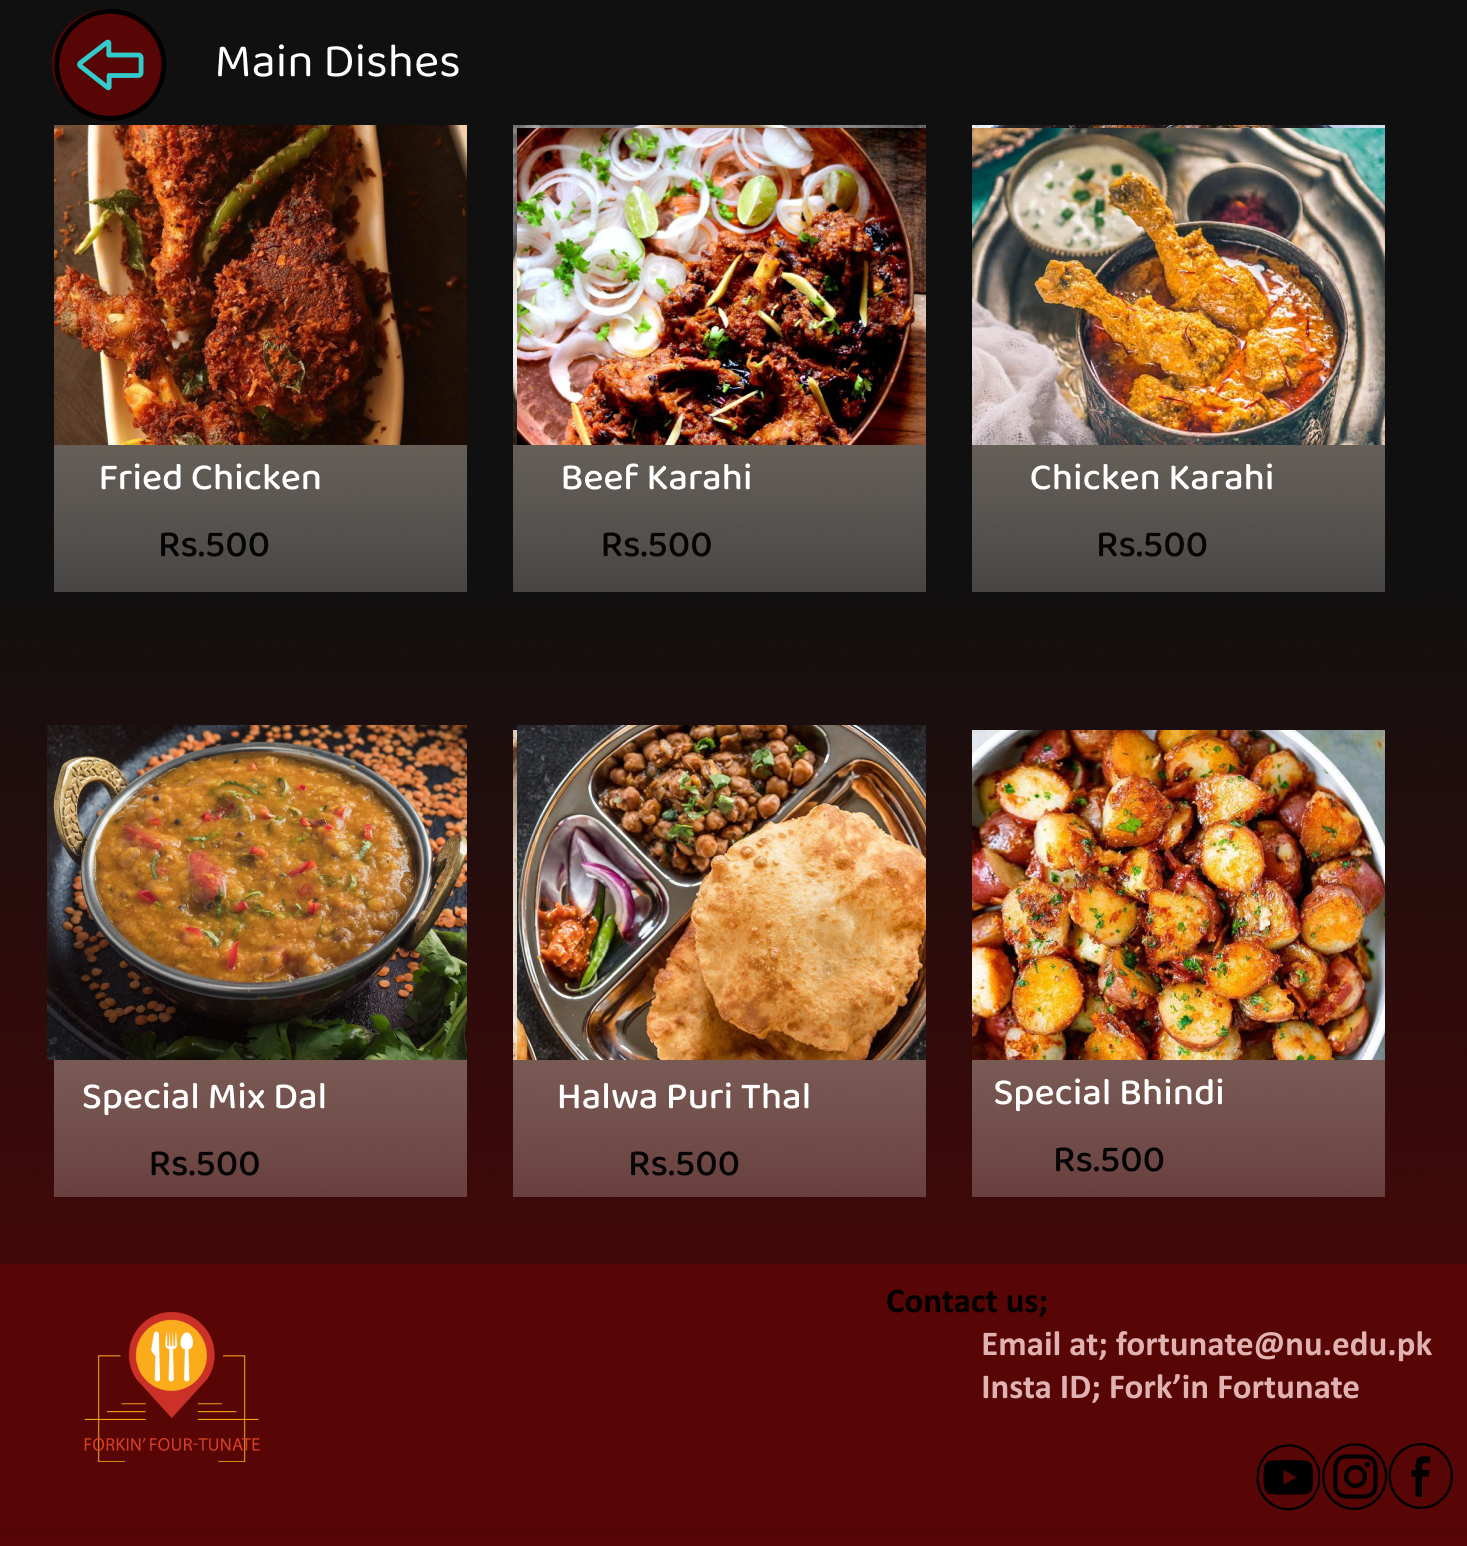 Main Dishes
Fried Chicken
Rs.500
Beef Karahi
Rs.500
Chicken Karahi
Rs.500
Special Mix Dal
Rs.500
Halwa Puri Thal
Rs.500
Special Bhindi
Rs.500
Contact us;
Email at; fortunate@nu.edu.pk
Insta ID; Fork’in Fortunate
FORKIN’ FOUR-TUNATE